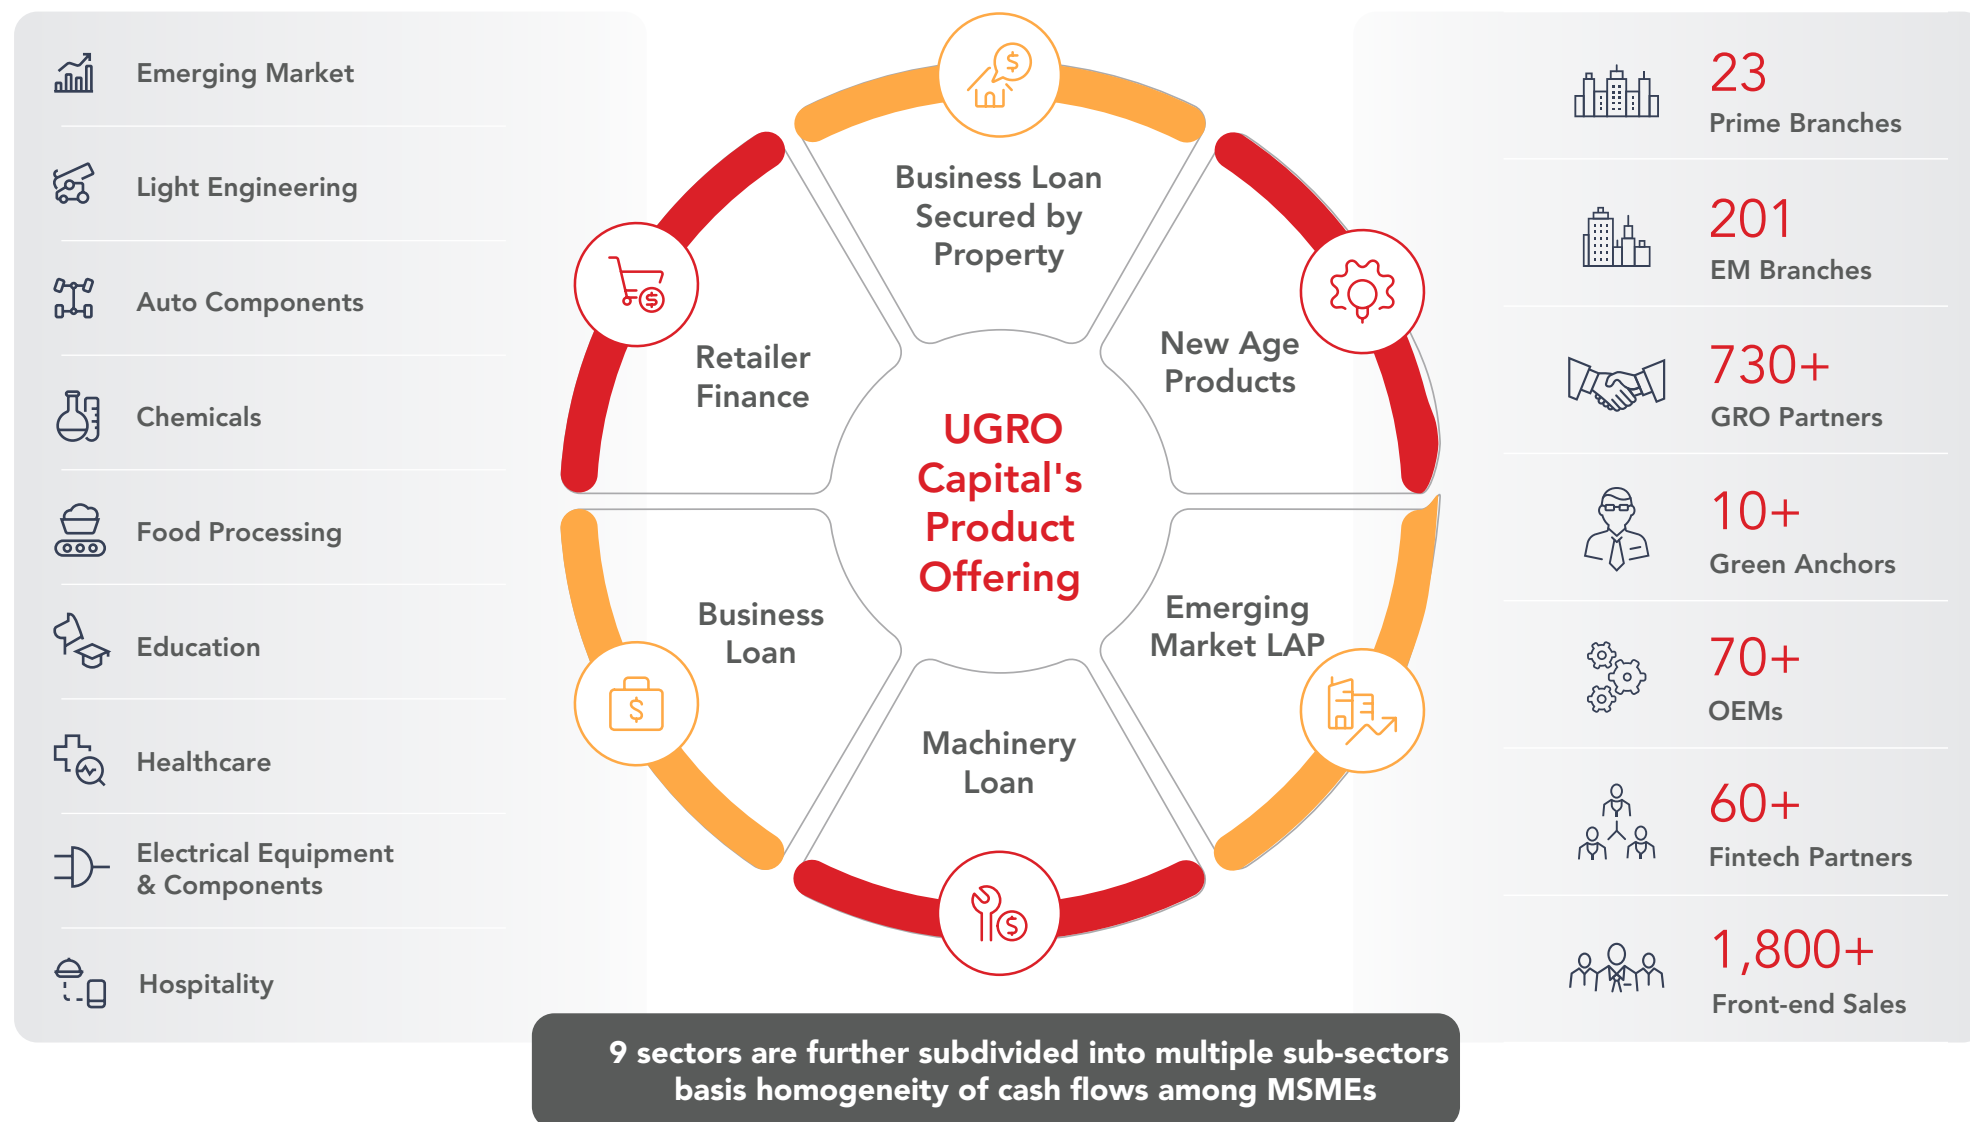 Emerging Market
Light Engineering
Auto Components
Chemicals
Food Processing
Education
Healthcare
Electrical Equipment
& Components
Hospitality
Business Loan
Secured by
Property
New Age
Products
Emerging
Market LAP
Machinery
Loan
Business
Loan
Retailer
Finance
UGRO
Capital's
Product
Offering
23
Prime Branches
201
EM Branches
730+
GRO Partners
10+
Green Anchors
70+
OEMs
60+
Fintech Partners
1,800+
Front-end Sales
9 sectors are further subdivided into multiple sub-sectors
basis homogeneity of cash flows among MSMEs